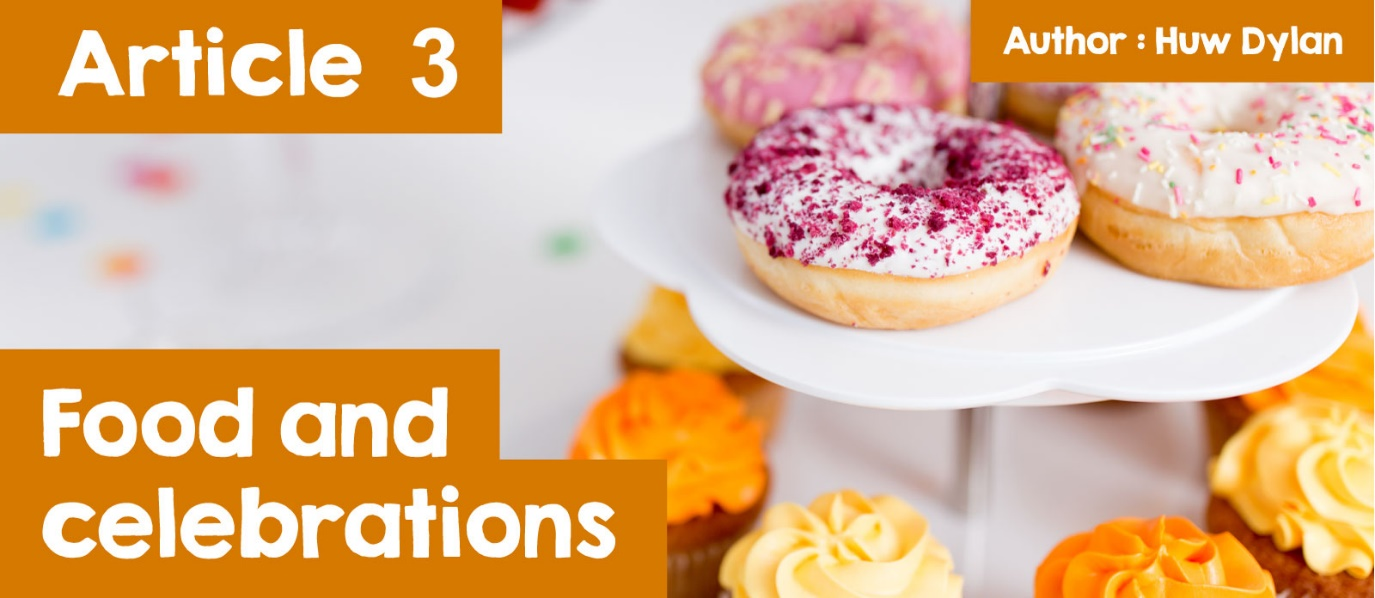 Article 3
Author : Huw Dylan
Food and
celebrations